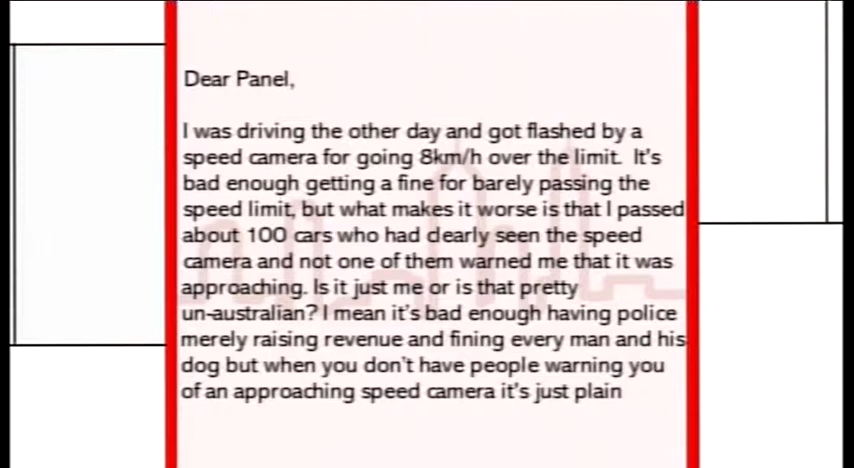 Dear Panel,
I was driving the other day and got flashed by a
speed camera for going 8km/h over the limit. It's
bad enough getting a fine for barely passing the
speed limit, but what makes it worse is that I passed
about 100 cars who had clearly seen the speed
camera and not one of them warned me that it was
approaching. Is it just me or is that pretty
un-australian? I mean it's bad enough having police
merely raising revenue and fining every man and his
dog but when you don't have people warning you
of an approaching speed camera it's just plain